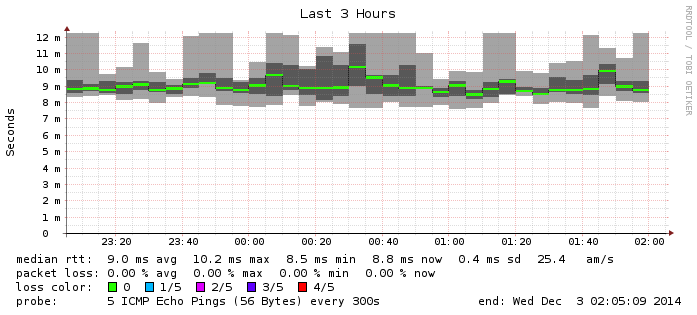 Last 3 Hours
RRDTOOL / TOBI OETIKER
Seconds
12 m
11 m
10 m
9 m
8 m
7 m
6 m
5 m
4 m
3 m
2 m
1 m
0
23:20 23:40 00:00 00:20 00:40 01:00 01:20 01:40 02:00
median rtt: 9.0 ms avg 10.2 ms max 8.5 ms min 8.8 ms now 0.4 ms sd 25.4 am/s
packet loss: 0.00 % avg 0.00 % max 0.00 % min 0.00 % now
loss color: 0 1/5 2/5 3/5 4/5
probe: 5 ICMP Echo Pings (56 Bytes) every 300s end: Wed Dec 3 02:05:09 2014